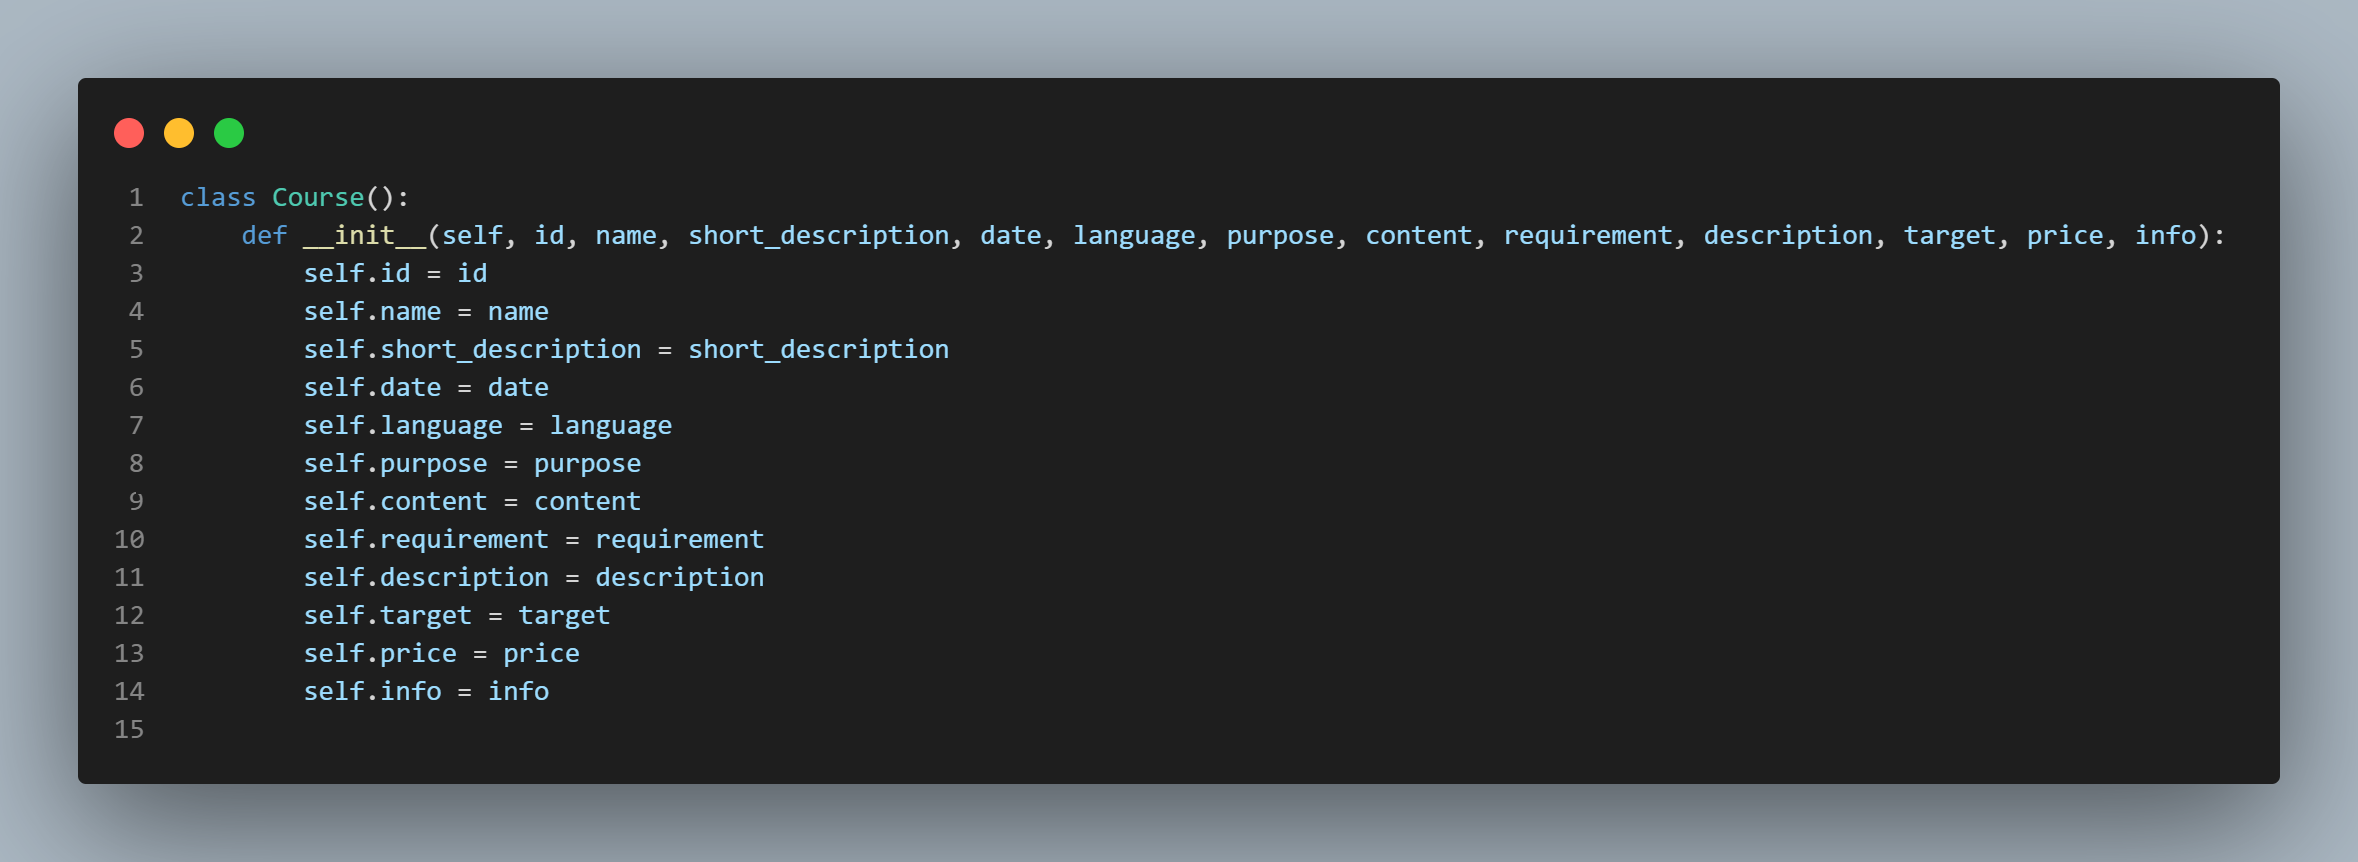 1 class Course():
2     def __init__(self, id, name, short_description, date, language, purpose, content, requirement, description, target, price, info):
3         self.id = id
4         self.name = name
5         self.short_description = short_description
6         self.date = date
7         self.language = language
8         self.purpose = purpose
9         self.content = content
10         self.requirement = requirement
11         self.description = description
12         self.target = target
13         self.price = price
14         self.info = info
15